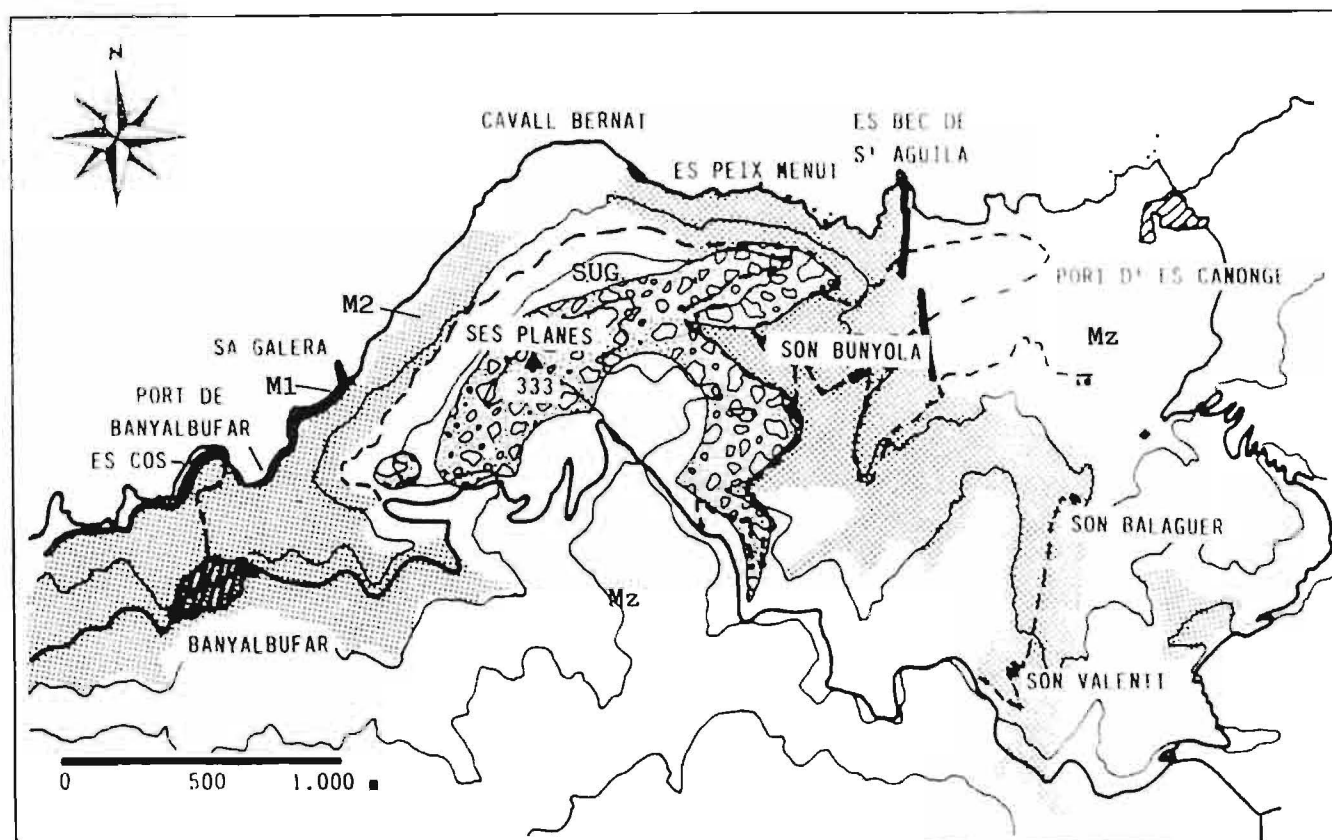 N
CAVALL BERNAT
ES BEC DE
S' AGUILA
ES PEIX MENUT
SUG
PORT D' ES CANONGE
M2
SES PLANES
SON BUNYOLA
Mz
SA GALERA
M1
333
PORT DE
BANYALBUFAR
ES COS
SON BALAGUER
Mz
BANYALBUFAR
SON VALENTI
0 500 1.000 m